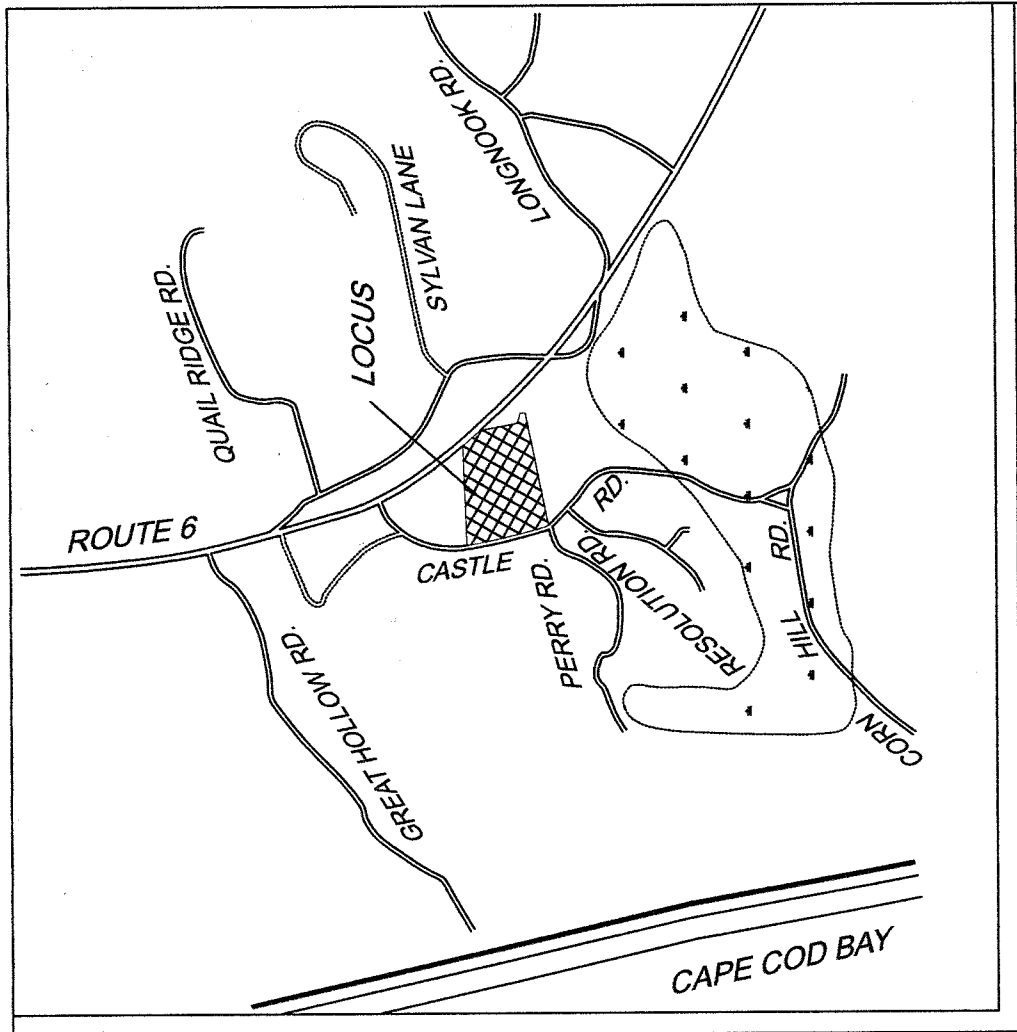 LONGNOOK RD.
SYLVAN LANE
QUAIL RIDGE RD.
LOCUS
ROUTE 6
CASTLE
RD.
RESOLUTION RD.
PERRY RD.
GREAT HOLLOW RD.
CORN
HILL
RD.
CAPE COD BAY